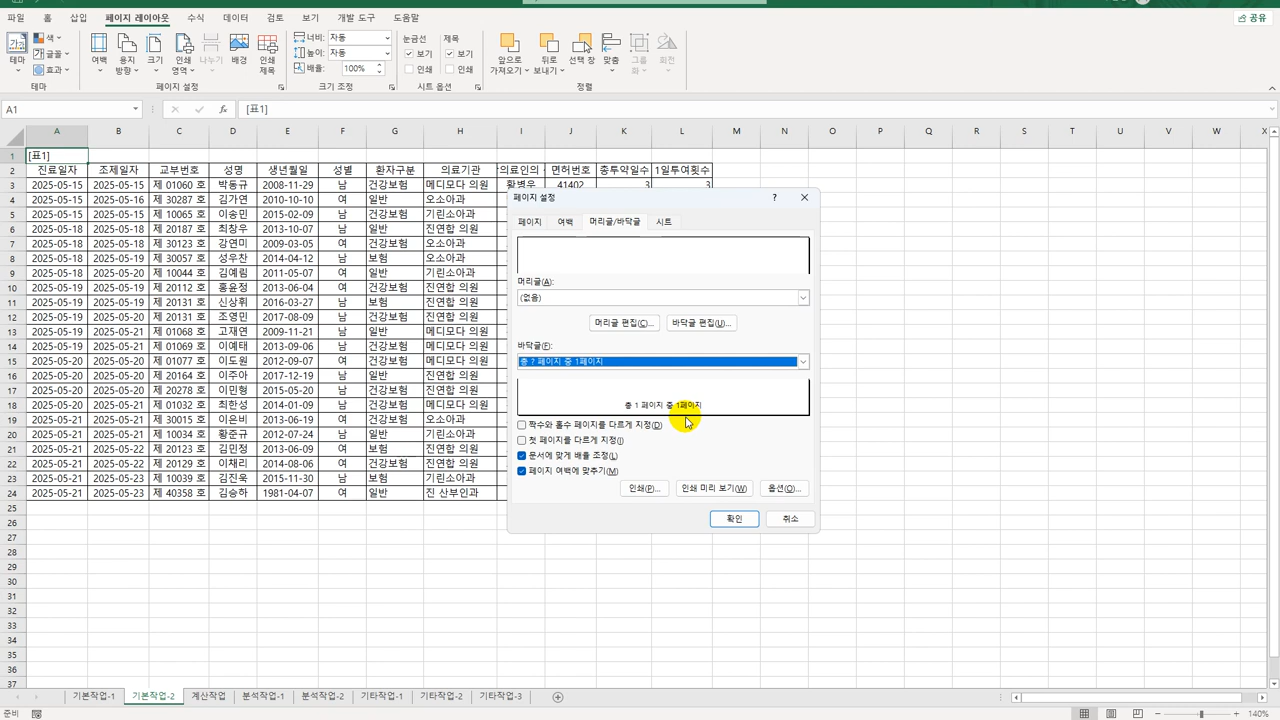 파일 홈 삽입 페이지 레이아웃 수식 데이터 검토 보기 개발 도구 도움말 공유
가가 색 너비: 자동 눈금선 제목
글꼴 높이: 자동 보기 보기
테마 효과 여백 용지 방향 크기 인쇄 영역 나누기 배경 인쇄 제목 배율: 100% 인쇄 인쇄 앞으로 가져오기 뒤로 보내기 선택 창 맞춤 그룹화 회전
테마 페이지 설정 크기 조정 시트 옵션 정렬
A1 fx [표1]
A B C D E F G H I J K L M N O P Q R S T U V W X
1 [표1]
2 진료일자 조제일자 교부번호 성명 생년월일 성별 환자구분 의료기관 의료인의 면허번호 총투약일수 1일투여횟수
3 2025-05-15 2025-05-15 제 01060 호 박동규 2008-11-29 남 건강보험 메디모다 의원 황병우 41402 3 3
4 2025-05-15 2025-05-16 제 30287 호 김가연 2010-10-10 여 일반 오소아과
5 2025-05-15 2025-05-15 제 10065 호 이송민 2015-02-09 남 건강보험 기린소아과
6 2025-05-18 2025-05-18 제 20187 호 최창우 2013-10-07 남 일반 진연합 의원
7 2025-05-18 2025-05-18 제 30123 호 강연미 2009-03-05 여 건강보험 오소아과
8 2025-05-18 2025-05-19 제 30057 호 성우찬 2014-04-12 남 보험 오소아과
9 2025-05-18 2025-05-20 제 10044 호 김예림 2011-05-07 여 일반 기린소아과
10 2025-05-19 2025-05-20 제 20112 호 홍윤정 2013-06-04 여 건강보험 진연합 의원
11 2025-05-19 2025-05-19 제 20131 호 신상휘 2016-03-27 남 보험 진연합 의원
12 2025-05-19 2025-05-20 제 20131 호 조영민 2017-08-09 남 건강보험 진연합 의원
13 2025-05-19 2025-05-21 제 01068 호 고재연 2009-11-21 남 일반 메디모다 의원
14 2025-05-19 2025-05-21 제 01069 호 이예태 2013-09-09 남 건강보험 메디모다 의원
15 2025-05-20 2025-05-20 제 01077 호 이도원 2012-09-07 여 건강보험 메디모다 의원
16 2025-05-20 2025-05-20 제 20164 호 이주아 2017-12-19 남 일반 진연합 의원
17 2025-05-20 2025-05-20 제 20278 호 이민형 2015-05-20 남 건강보험 진연합 의원
18 2025-05-20 2025-05-21 제 01032 호 최한성 2014-01-09 남 건강보험 메디모다 의원
19 2025-05-20 2025-05-22 제 30015 호 이은비 2013-06-19 여 건강보험 오소아과
20 2025-05-21 2025-05-21 제 10034 호 황준규 2012-07-24 남 일반 기린소아과
21 2025-05-21 2025-05-22 제 20123 호 김민정 2013-06-09 여 보험 진연합 의원
22 2025-05-21 2025-05-22 제 20129 호 이채리 2014-08-06 여 건강보험 진연합 의원
23 2025-05-21 2025-05-23 제 10039 호 김진욱 2015-11-30 남 보험 기린소아과
24 2025-05-21 2025-05-23 제 40358 호 김승하 1981-04-07 여 일반 진 산부인과
25
26
27
28
29
30
31
32
33
34
35
36
37
페이지 설정 ?
페이지 여백 머리글/바닥글 시트
머리글(A):
(없음)
머리글 편집(C)... 바닥글 편집(U)...
바닥글(F):
총 ? 페이지 중 1페이지
총 1 페이지 중 1페이지
짝수와 홀수 페이지를 다르게 지정(D)
첫 페이지를 다르게 지정(I)
문서에 맞게 배율 조정(L)
페이지 여백에 맞추기(M)
인쇄(P)... 인쇄 미리 보기(W) 옵션(O)...
확인 취소
기본작업-1 기본작업-2 계산작업 분석작업-1 분석작업-2 기타작업-1 기타작업-2 기타작업-3
준비 140%